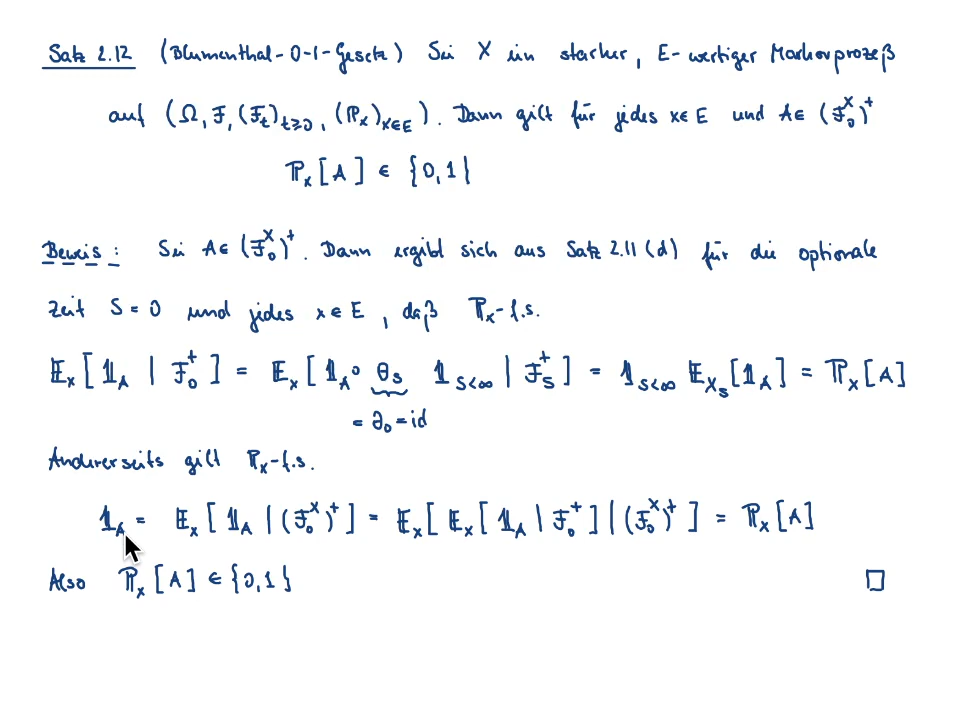 Satz 2.12 (Blumenthal-0-1-Gesetz) Sei X ein starker, E-wertiger Markovprozeß
auf (Ω, F, (F_t)_{t≥0}, (ℙ_x)_{x∈E}). Dann gilt für jedes x∈E und A∈ (F_0^X)^+
ℙ_x[A] ∈ {0,1}
Beweis: Sei A∈ (F_0^X)^+. Dann ergibt sich aus Satz 2.11 (d) für die optionale
Zeit S = 0 und jedes x∈E, daß ℙ_x-f.s.
𝔼_x[𝟙_A | F_0^+] = 𝔼_x[𝟙_A ∘ θ_S 𝟙_{S<∞} | F_S^+] = 𝟙_{S<∞} 𝔼_{X_S}[𝟙_A] = ℙ_x[A]
= θ_0 = id
Andererseits gilt ℙ_x-f.s.
𝟙_A = 𝔼_x[𝟙_A | (F_0^X)^+] = 𝔼_x[𝔼_x[𝟙_A | F_0^+] | (F_0^X)^+] = ℙ_x[A]
Also ℙ_x[A] ∈ {0,1} □